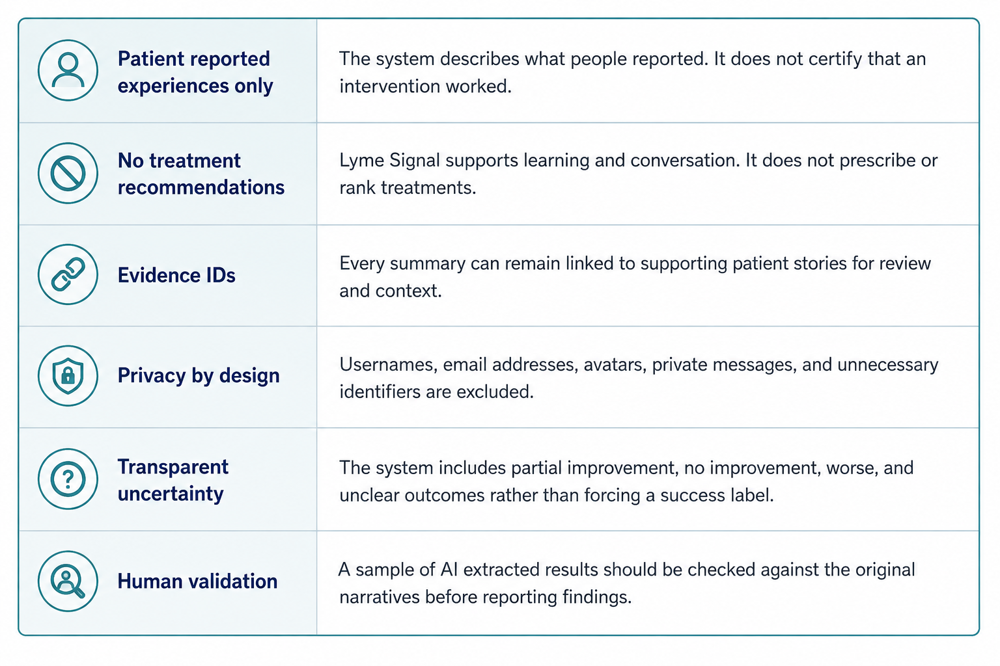 Patient reported
experiences only
The system describes what people reported. It does not certify that an
intervention worked.
No treatment
recommendations
Lyme Signal supports learning and conversation. It does not prescribe or
rank treatments.
Evidence IDs
Every summary can remain linked to supporting patient stories for review
and context.
Privacy by design
Usernames, email addresses, avatars, private messages, and unnecessary
identifiers are excluded.
Transparent
uncertainty
The system includes partial improvement, no improvement, worse, and
unclear outcomes rather than forcing a success label.
Human validation
A sample of AI extracted results should be checked against the original
narratives before reporting findings.